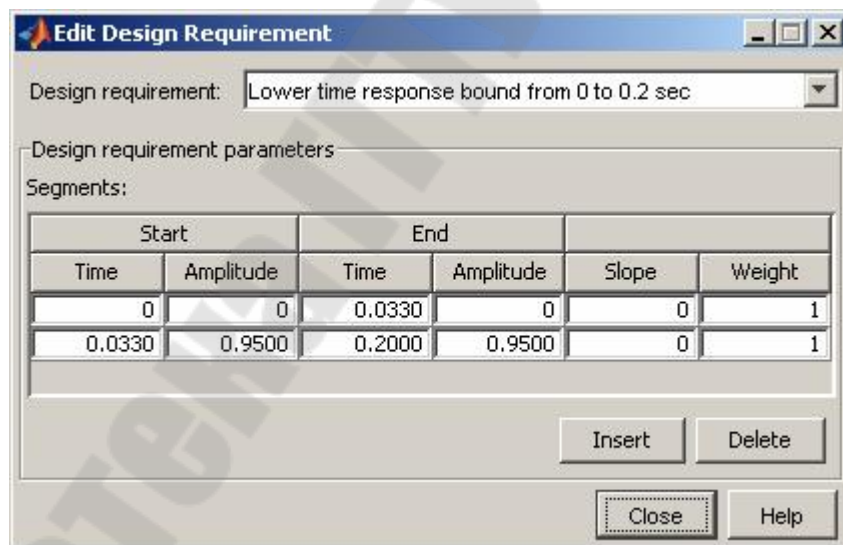 Edit Design Requirement
Design requirement: Lower time response bound from 0 to 0.2 sec
Design requirement parameters
Segments:
Start End
Time Amplitude Time Amplitude Slope Weight
0 0 0.0330 0 0 1
0.0330 0.9500 0.2000 0.9500 0 1
Insert Delete
Close Help